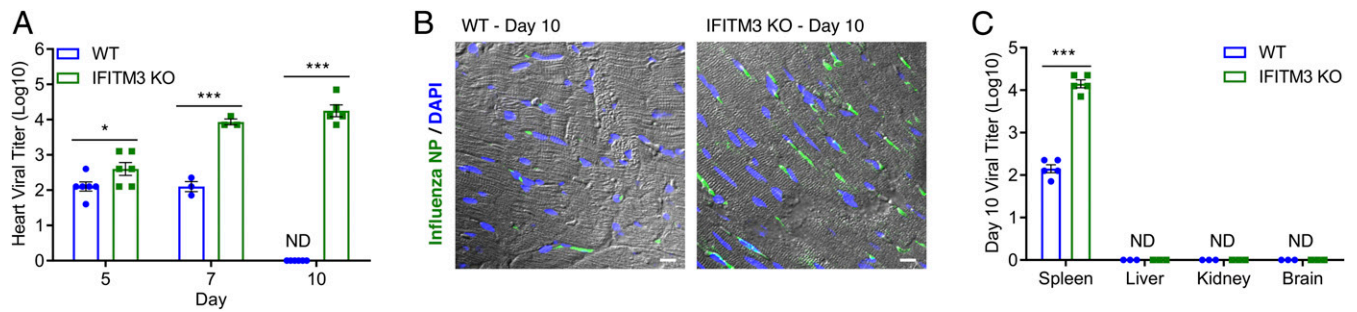 A
WT
IFITM3 KO
Heart Viral Titer (Log10)
6
5
4
3
2
1
0
*
***
***
ND
5
7
10
Day
B
WT - Day 10
IFITM3 KO - Day 10
Influenza NP / DAPI
C
WT
IFITM3 KO
Day 10 Viral Titer (Log10)
5
4
3
2
1
0
***
ND
ND
ND
Spleen
Liver
Kidney
Brain